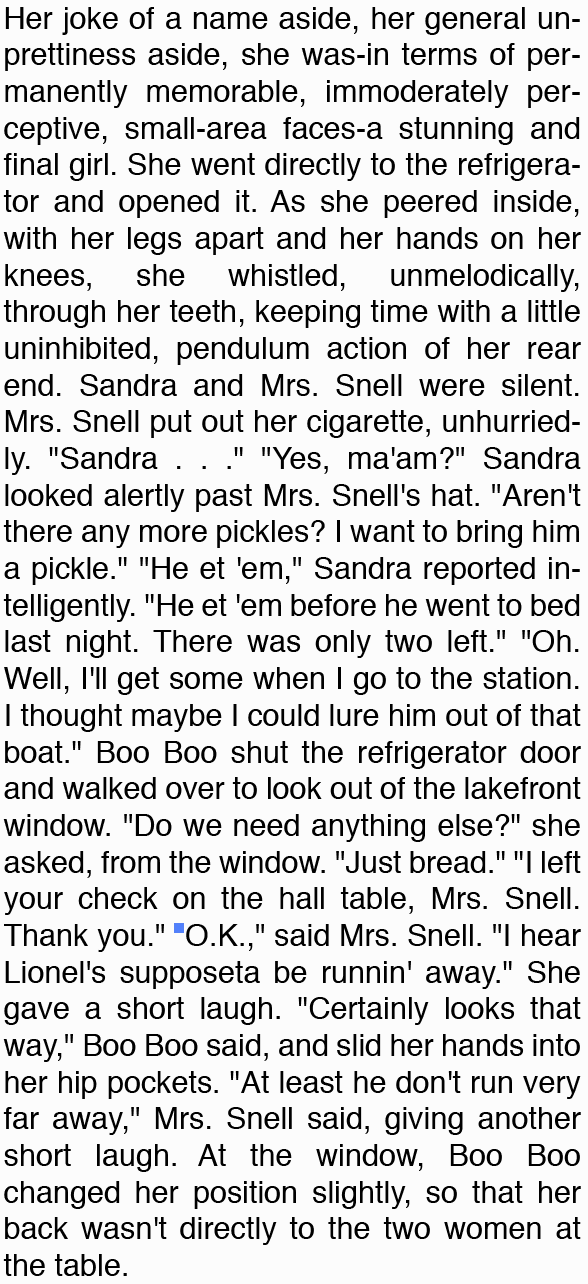 Her joke of a name aside, her general un-
prettiness aside, she was-in terms of per-
manently memorable, immoderately per-
ceptive, small-area faces-a stunning and
final girl. She went directly to the refrigera-
tor and opened it. As she peered inside,
with her legs apart and her hands on her
knees, she whistled, unmelodically,
through her teeth, keeping time with a little
uninhibited, pendulum action of her rear
end. Sandra and Mrs. Snell were silent.
Mrs. Snell put out her cigarette, unhurried-
ly. "Sandra . . ." "Yes, ma'am?" Sandra
looked alertly past Mrs. Snell's hat. "Aren't
there any more pickles? I want to bring him
a pickle." "He et 'em," Sandra reported in-
telligently. "He et 'em before he went to bed
last night. There was only two left." "Oh.
Well, I'll get some when I go to the station.
I thought maybe I could lure him out of that
boat." Boo Boo shut the refrigerator door
and walked over to look out of the lakefront
window. "Do we need anything else?" she
asked, from the window. "Just bread." "I left
your check on the hall table, Mrs. Snell.
Thank you." "O.K.," said Mrs. Snell. "I hear
Lionel's supposeta be runnin' away." She
gave a short laugh. "Certainly looks that
way," Boo Boo said, and slid her hands into
her hip pockets. "At least he don't run very
far away," Mrs. Snell said, giving another
short laugh. At the window, Boo Boo
changed her position slightly, so that her
back wasn't directly to the two women at
the table.